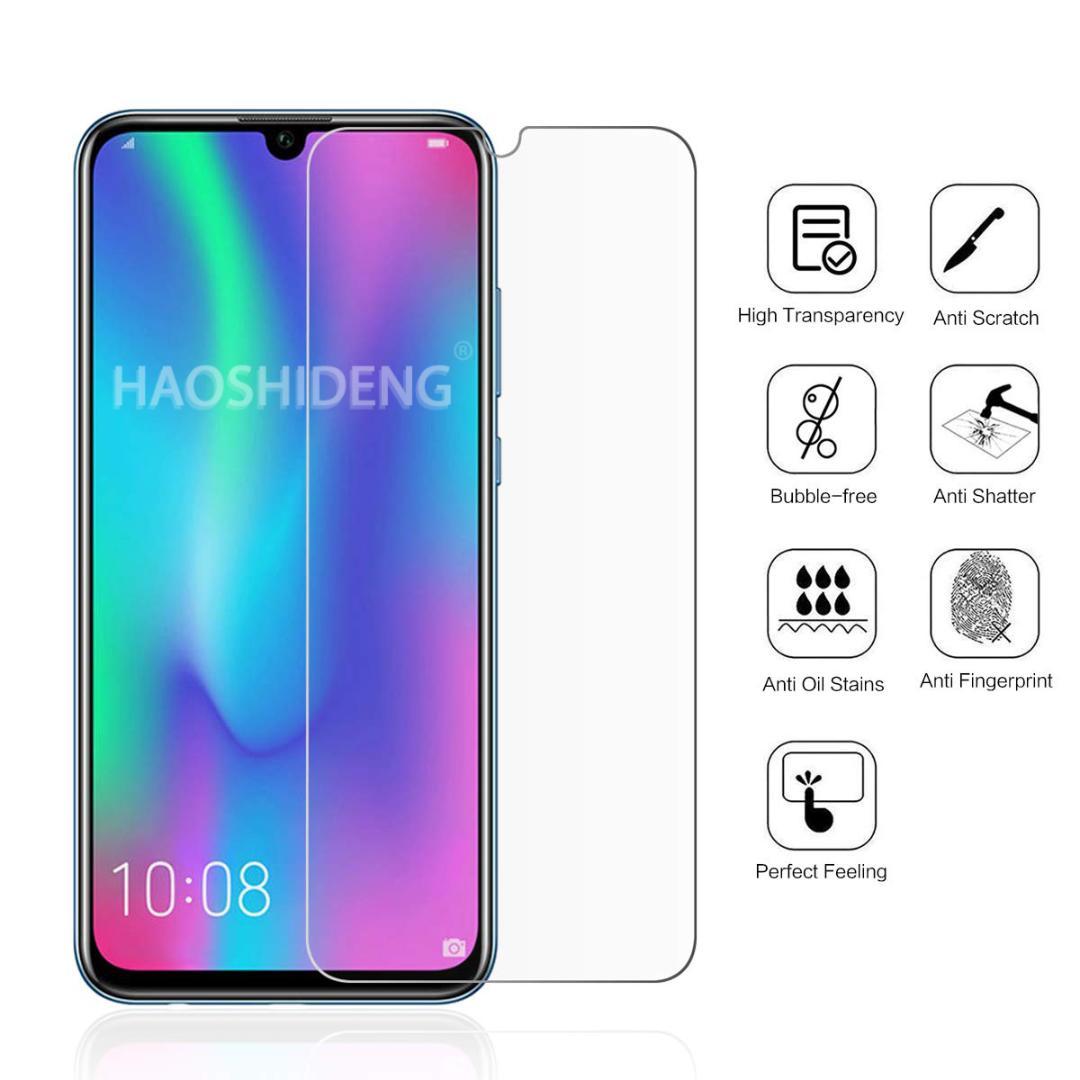 HAOSHIDENG®
10:08
High Transparency
Anti Scratch
Bubble-free
Anti Shatter
Anti Oil Stains
Anti Fingerprint
Perfect Feeling